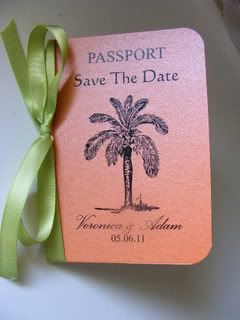 PASSPORT
Save The Date
Veronica & Adam
05.06.11